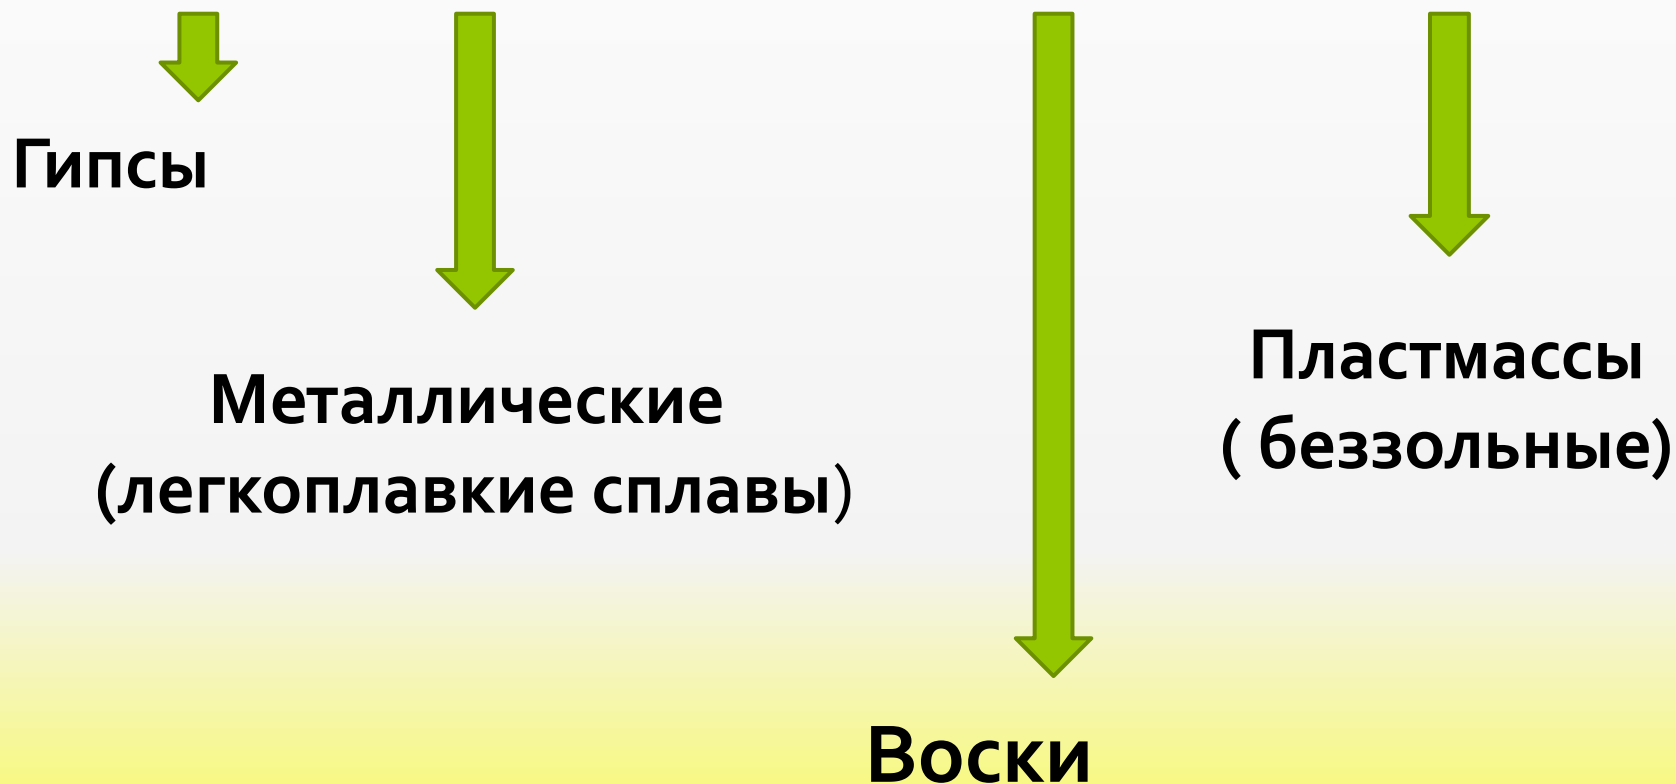 Гипсы
Металлические
(легкоплавкие сплавы)
Пластмассы
( беззольные)
Воски